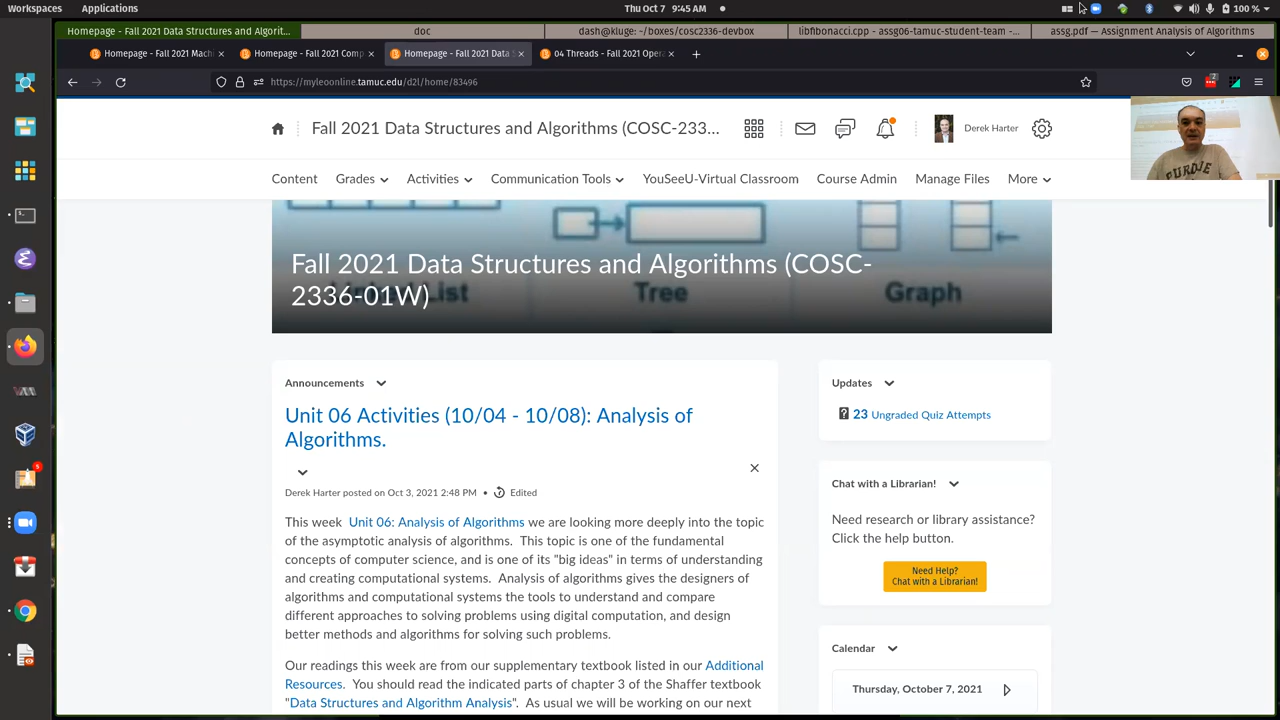 Workspaces Applications Thu Oct 7 9:45 AM 100 %
Homepage - Fall 2021 Data Structures and Algorit... doc dash@kluge: ~/boxes/cosc2336-devbox libfibonacci.cpp - assg06-tamuc-student-team -... assg.pdf — Assignment Analysis of Algorithms
Homepage - Fall 2021 Machi Homepage - Fall 2021 Comp Homepage - Fall 2021 Data S 04 Threads - Fall 2021 Opera
https://myleoonline.tamuc.edu/d2l/home/83496 2
Fall 2021 Data Structures and Algorithms (COSC-233... Derek Harter
Content Grades Activities Communication Tools YouSeeU-Virtual Classroom Course Admin Manage Files More
PURDUE
Fall 2021 Data Structures and Algorithms (COSC-
2336-01W)
List Tree Graph
Announcements
Unit 06 Activities (10/04 - 10/08): Analysis of
Algorithms.
Derek Harter posted on Oct 3, 2021 2:48 PM • Edited
This week Unit 06: Analysis of Algorithms we are looking more deeply into the topic
of the asymptotic analysis of algorithms. This topic is one of the fundamental
concepts of computer science, and is one of its "big ideas" in terms of understanding
and creating computational systems. Analysis of algorithms gives the designers of
algorithms and computational systems the tools to understand and compare
different approaches to solving problems using digital computation, and design
better methods and algorithms for solving such problems.
Our readings this week are from our supplementary textbook listed in our Additional
Resources. You should read the indicated parts of chapter 3 of the Shaffer textbook
"Data Structures and Algorithm Analysis". As usual we will be working on our next
Updates
23 Ungraded Quiz Attempts
Chat with a Librarian!
Need research or library assistance?
Click the help button.
Need Help?
Chat with a Librarian!
Calendar
Thursday, October 7, 2021
5